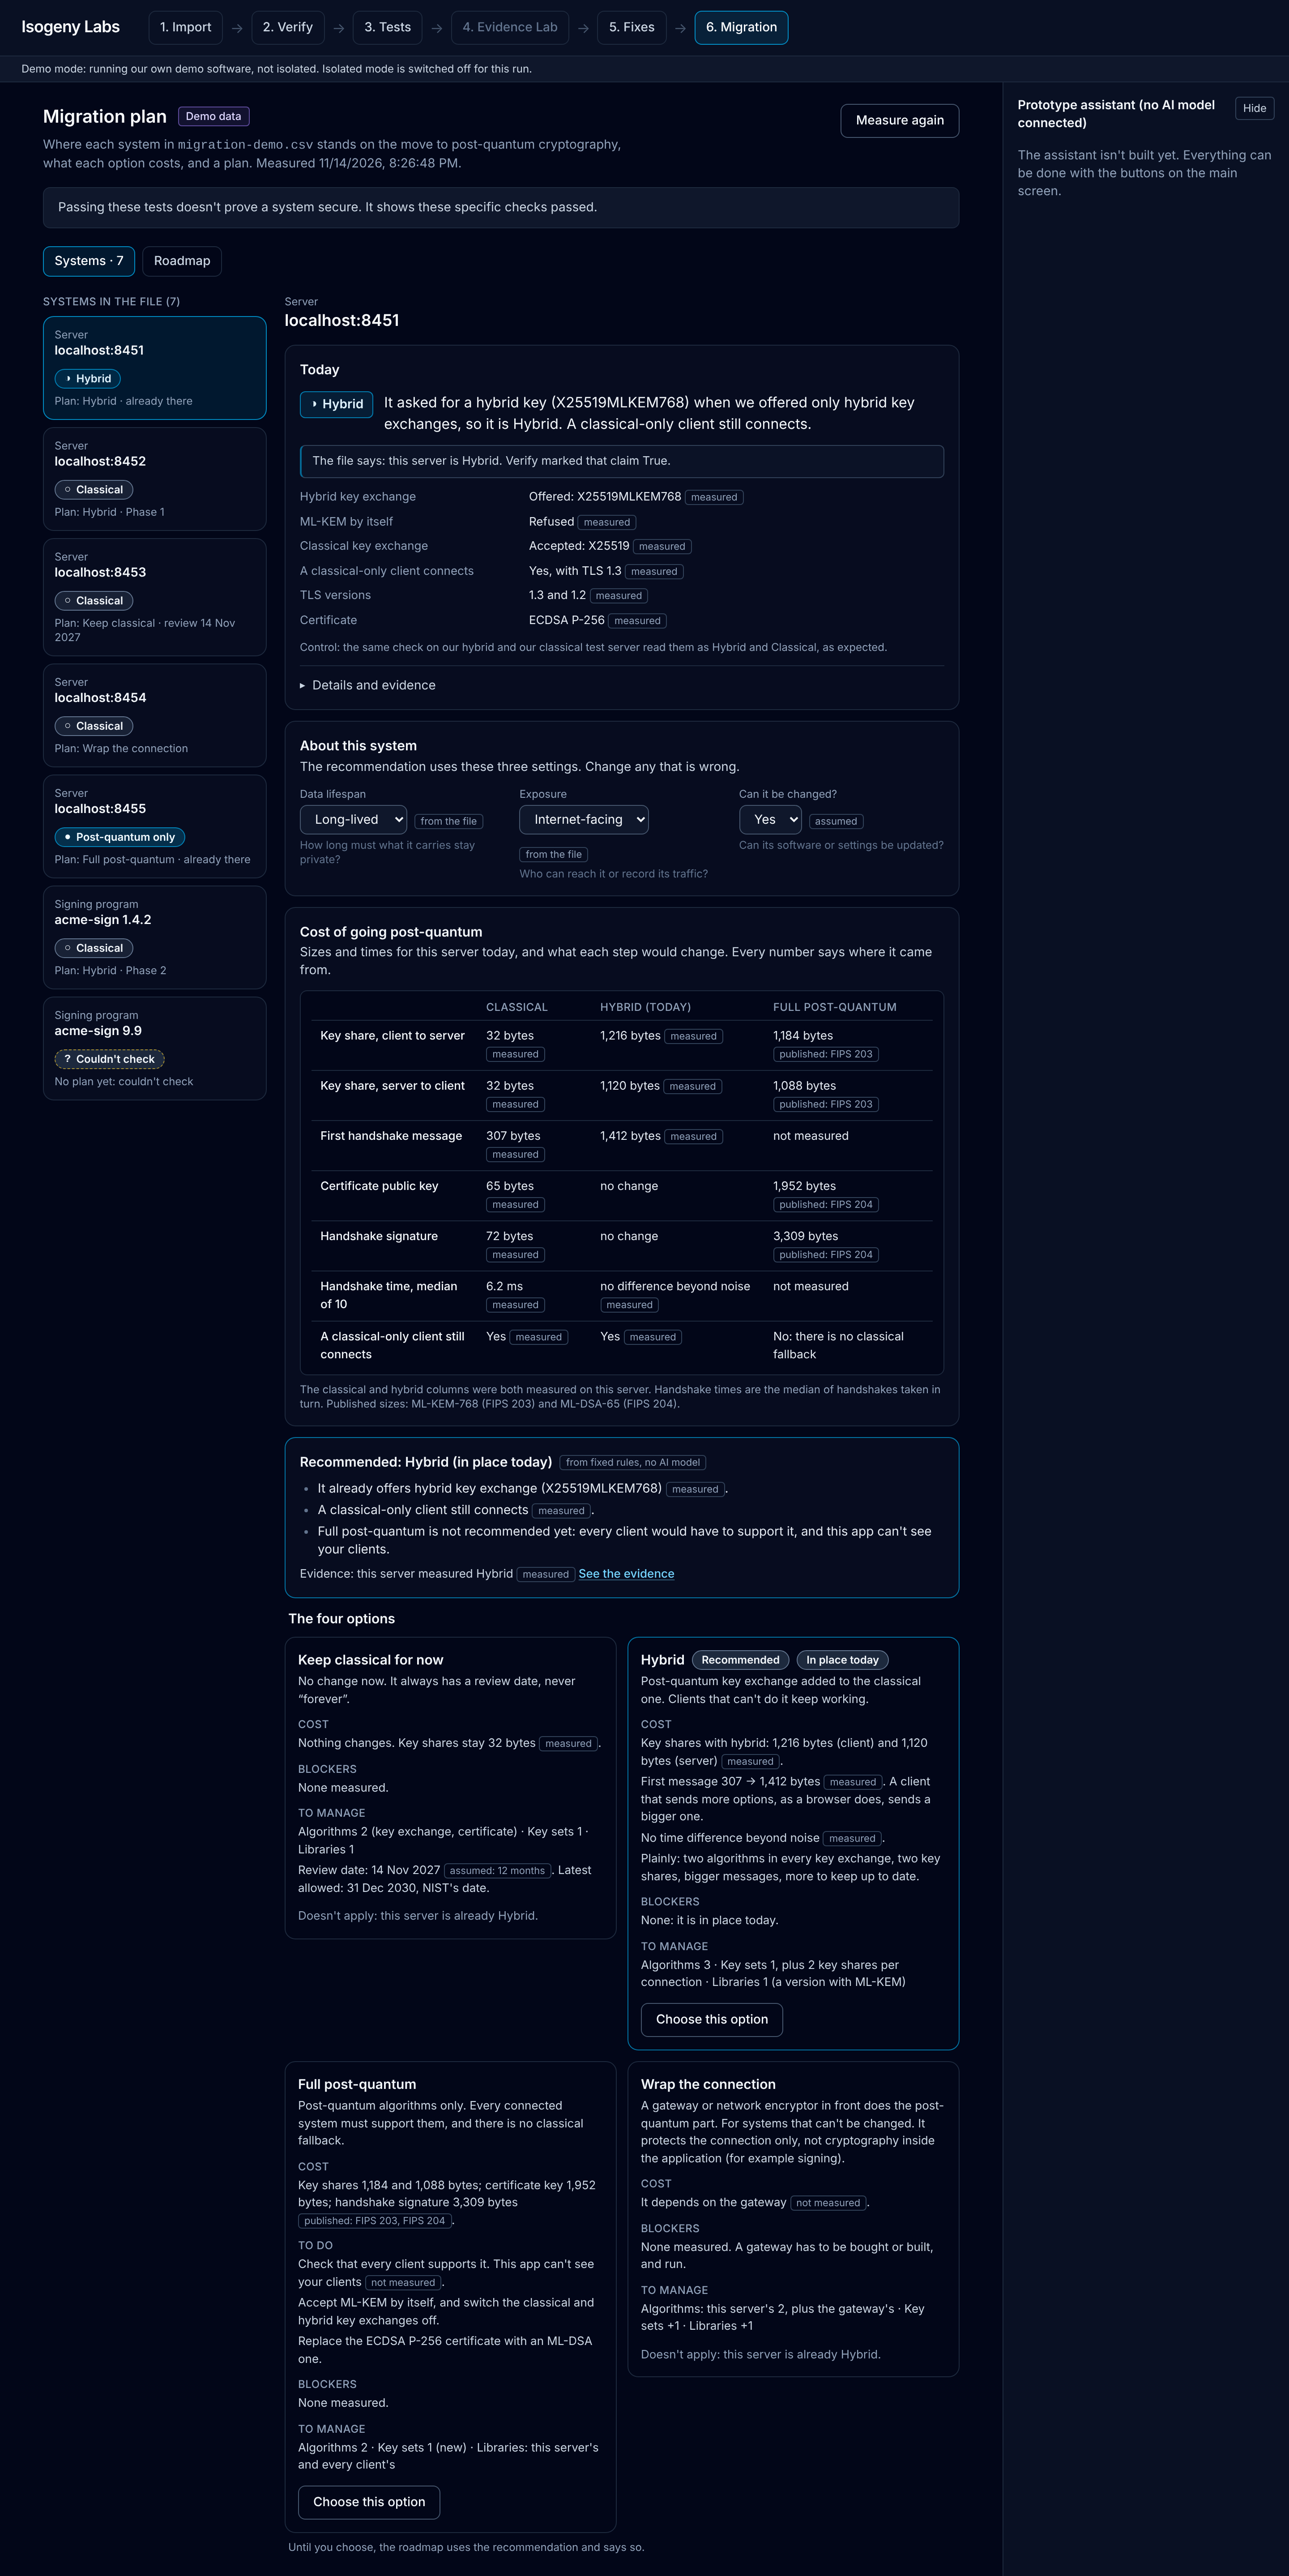 Isogeny Labs
1. Import
→
2. Verify
→
3. Tests
→
4. Evidence Lab
→
5. Fixes
→
6. Migration
Demo mode: running our own demo software, not isolated. Isolated mode is switched off for this run.
Migration plan
Demo data
Measure again
Where each system in migration-demo.csv stands on the move to post-quantum cryptography,
what each option costs, and a plan. Measured 11/14/2026, 8:26:48 PM.
Passing these tests doesn't prove a system secure. It shows these specific checks passed.
Systems · 7
Roadmap
SYSTEMS IN THE FILE (7)
Server
localhost:8451
Hybrid
Plan: Hybrid · already there
Server
localhost:8452
Classical
Plan: Hybrid · Phase 1
Server
localhost:8453
Classical
Plan: Keep classical · review 14 Nov
2027
Server
localhost:8454
Classical
Plan: Wrap the connection
Server
localhost:8455
Post-quantum only
Plan: Full post-quantum · already there
Signing program
acme-sign 1.4.2
Classical
Plan: Hybrid · Phase 2
Signing program
acme-sign 9.9
? Couldn't check
No plan yet: couldn't check
Server
localhost:8451
Today
Hybrid
It asked for a hybrid key (X25519MLKEM768) when we offered only hybrid key
exchanges, so it is Hybrid. A classical-only client still connects.
The file says: this server is Hybrid. Verify marked that claim True.
Hybrid key exchange Offered: X25519MLKEM768 measured
ML-KEM by itself Refused measured
Classical key exchange Accepted: X25519 measured
A classical-only client connects Yes, with TLS 1.3 measured
TLS versions 1.3 and 1.2 measured
Certificate ECDSA P-256 measured
Control: the same check on our hybrid and our classical test server read them as Hybrid and Classical, as expected.
▸ Details and evidence
About this system
The recommendation uses these three settings. Change any that is wrong.
Data lifespan
Long-lived from the file
How long must what it carries stay
private?
Exposure
Internet-facing
from the file
Who can reach it or record its traffic?
Can it be changed?
Yes assumed
Can its software or settings be updated?
Cost of going post-quantum
Sizes and times for this server today, and what each step would change. Every number says where it came
from.
CLASSICAL HYBRID (TODAY) FULL POST-QUANTUM
Key share, client to server 32 bytes 1,216 bytes measured 1,184 bytes
measured published: FIPS 203
Key share, server to client 32 bytes 1,120 bytes measured 1,088 bytes
measured published: FIPS 203
First handshake message 307 bytes 1,412 bytes measured not measured
measured
Certificate public key 65 bytes no change 1,952 bytes
measured published: FIPS 204
Handshake signature 72 bytes no change 3,309 bytes
measured published: FIPS 204
Handshake time, median 6.2 ms no difference beyond noise not measured
of 10 measured measured
A classical-only client still Yes measured Yes measured No: there is no classical
connects fallback
The classical and hybrid columns were both measured on this server. Handshake times are the median of handshakes taken in
turn. Published sizes: ML-KEM-768 (FIPS 203) and ML-DSA-65 (FIPS 204).
Recommended: Hybrid (in place today) from fixed rules, no AI model
• It already offers hybrid key exchange (X25519MLKEM768) measured.
• A classical-only client still connects measured.
• Full post-quantum is not recommended yet: every client would have to support it, and this app can't see
your clients.
Evidence: this server measured Hybrid measured See the evidence
The four options
Keep classical for now
No change now. It always has a review date, never
“forever”.
COST
Nothing changes. Key shares stay 32 bytes measured.
BLOCKERS
None measured.
TO MANAGE
Algorithms 2 (key exchange, certificate) · Key sets 1 ·
Libraries 1
Review date: 14 Nov 2027 assumed: 12 months. Latest
allowed: 31 Dec 2030, NIST's date.
Doesn't apply: this server is already Hybrid.
Hybrid Recommended In place today
Post-quantum key exchange added to the classical
one. Clients that can't do it keep working.
COST
Key shares with hybrid: 1,216 bytes (client) and 1,120
bytes (server) measured.
First message 307 → 1,412 bytes measured. A client
that sends more options, as a browser does, sends a
bigger one.
No time difference beyond noise measured.
Plainly: two algorithms in every key exchange, two key
shares, bigger messages, more to keep up to date.
BLOCKERS
None: it is in place today.
TO MANAGE
Algorithms 3 · Key sets 1, plus 2 key shares per
connection · Libraries 1 (a version with ML-KEM)
Choose this option
Full post-quantum
Post-quantum algorithms only. Every connected
system must support them, and there is no classical
fallback.
COST
Key shares 1,184 and 1,088 bytes; certificate key 1,952
bytes; handshake signature 3,309 bytes
published: FIPS 203, FIPS 204.
TO DO
Check that every client supports it. This app can't see
your clients not measured.
Accept ML-KEM by itself, and switch the classical and
hybrid key exchanges off.
Replace the ECDSA P-256 certificate with an ML-DSA
one.
BLOCKERS
None measured.
TO MANAGE
Algorithms 2 · Key sets 1 (new) · Libraries: this server's
and every client's
Choose this option
Wrap the connection
A gateway or network encryptor in front does the post-
quantum part. For systems that can't be changed. It
protects the connection only, not cryptography inside
the application (for example signing).
COST
It depends on the gateway not measured.
BLOCKERS
None measured. A gateway has to be bought or built,
and run.
TO MANAGE
Algorithms: this server's 2, plus the gateway's · Key
sets +1 · Libraries +1
Doesn't apply: this server is already Hybrid.
Until you choose, the roadmap uses the recommendation and says so.
Prototype assistant (no AI model
connected)
Hide
The assistant isn't built yet. Everything can
be done with the buttons on the main
screen.